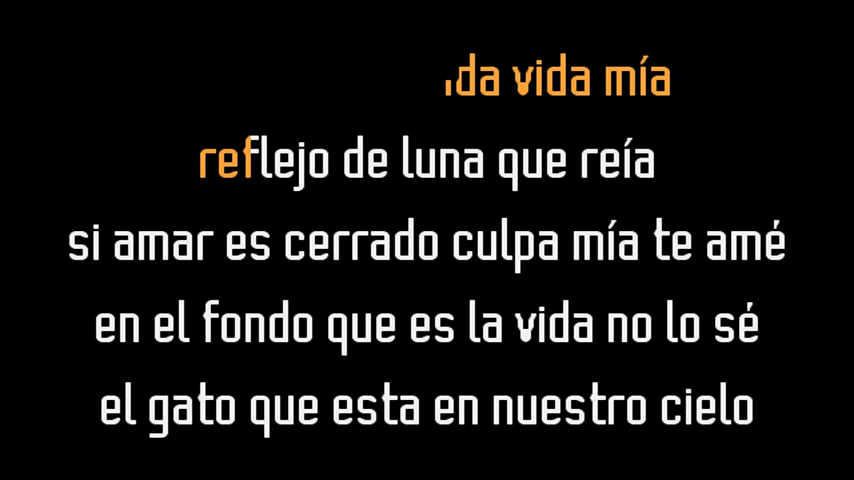 vida mía
reflejo de luna que reía
si amar es cerrado culpa mía te amé
en el fondo que es la vida no lo sé
el gato que esta en nuestro cielo